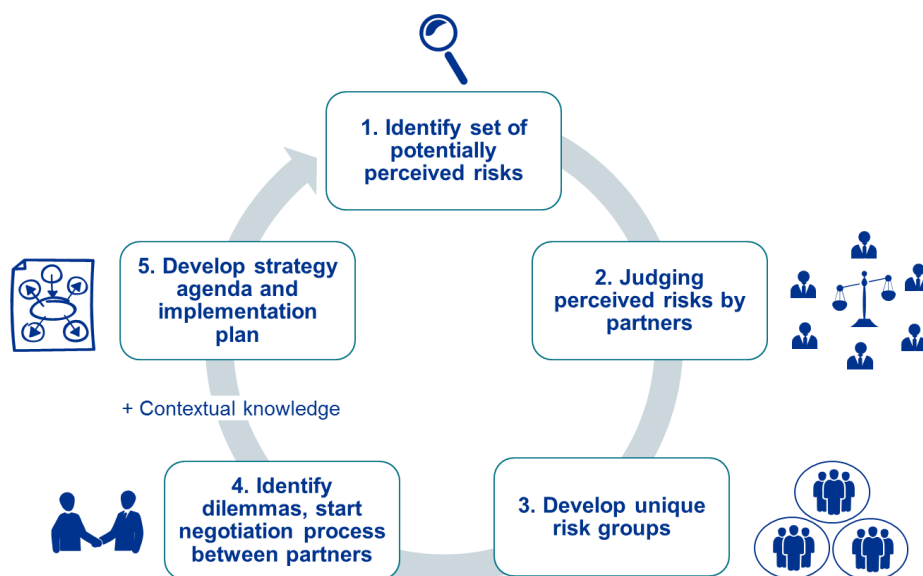 1. Identify set of
potentially
perceived risks
2. Judging
perceived risks by
partners
3. Develop unique
risk groups
4. Identify
dilemmas, start
negotiation process
between partners
+ Contextual knowledge
5. Develop strategy
agenda and
implementation
plan